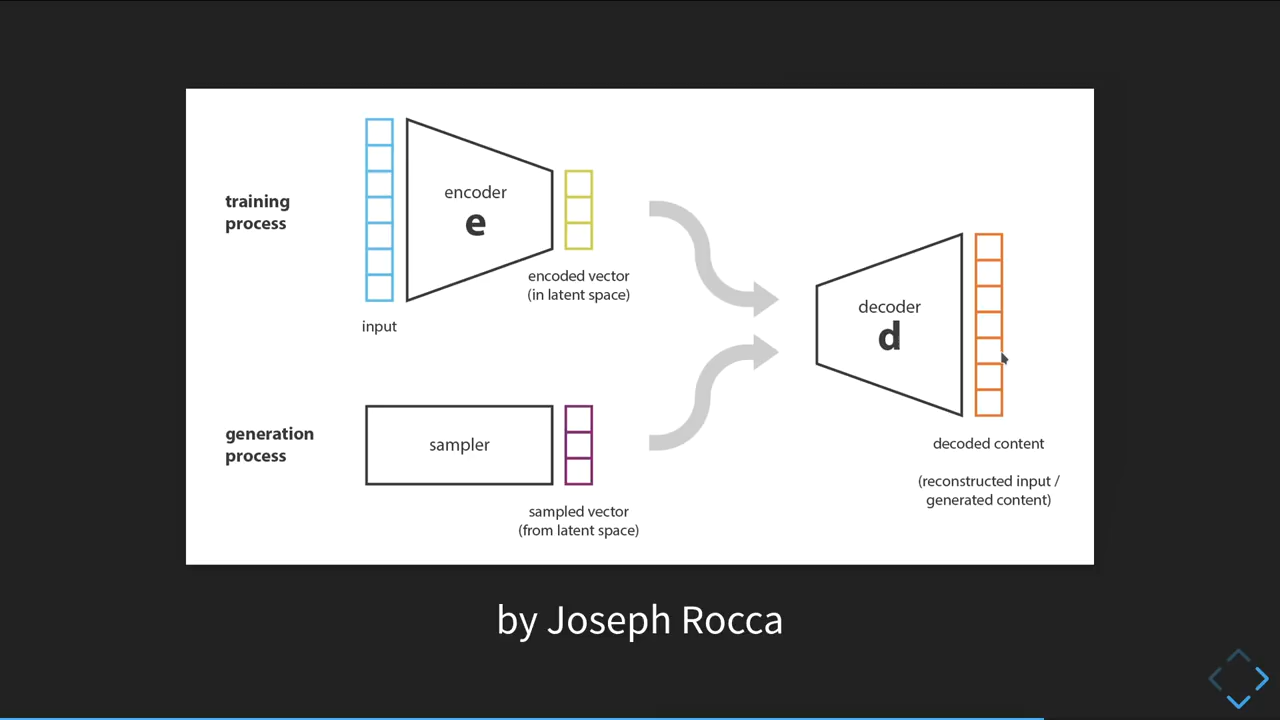 training
process
encoder
e
encoded vector
(in latent space)
input
decoder
d
decoded content
(reconstructed input /
generated content)
generation
process
sampler
sampled vector
(from latent space)
by Joseph Rocca